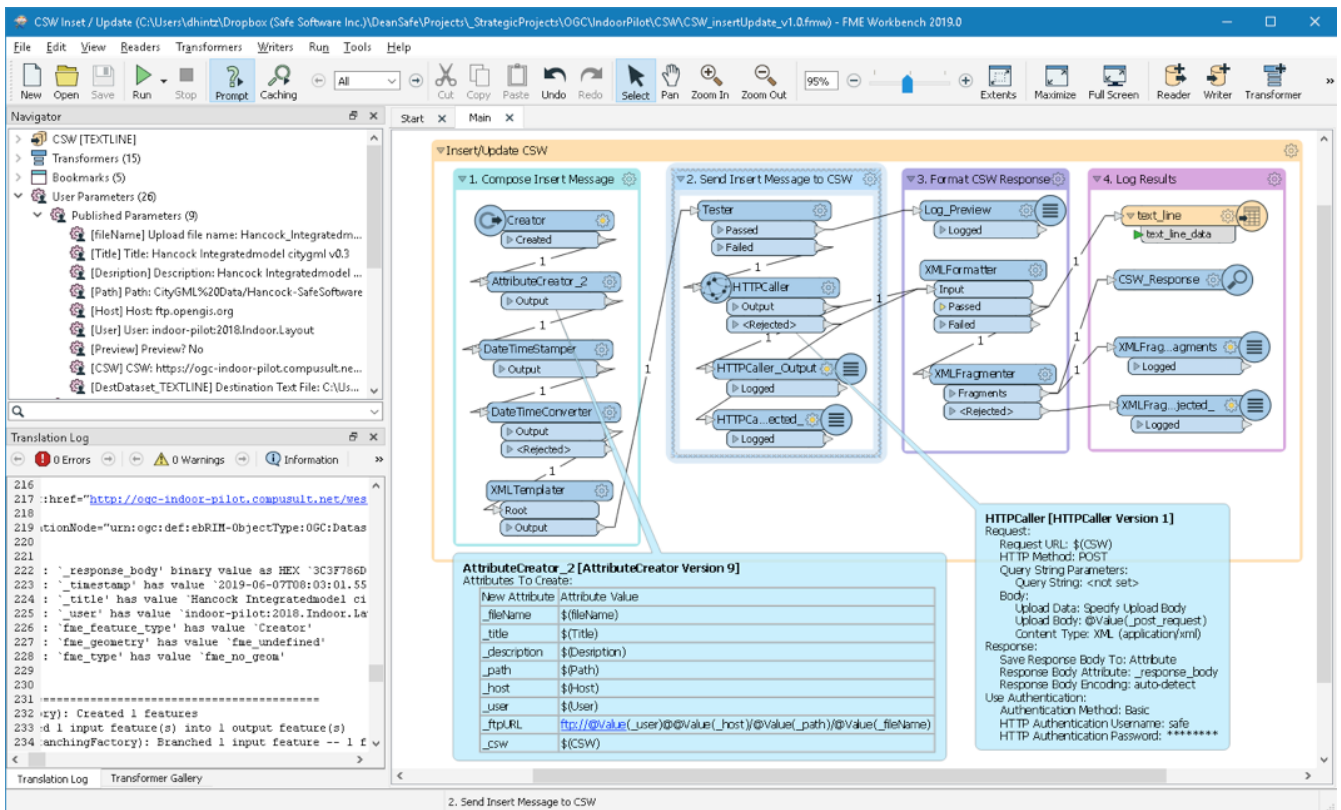 CSW Inset / Update (C:\Users\dhintz\Dropbox (Safe Software Inc.)\DeanSafe\Projects\_StrategicProjects\OGC\IndoorPilot\CSW\CSW_insertUpdate_v1.0.fmw) - FME Workbench 2019.0
File Edit View Readers Transformers Writers Run Tools Help
All
95%
New Open Save Run Stop Prompt Caching Cut Copy Paste Undo Redo Select Pan Zoom In Zoom Out Extents Maximize Full Screen Reader Writer Transformer
Navigator
CSW [TEXTLINE]
Transformers (15)
Bookmarks (5)
User Parameters (26)
Published Parameters (9)
[fileName] Upload file name: Hancock_Integratedm...
[Title] Title: Hancock Integratedmodel citygml v0.3
[Desription] Description: Hancock Integratedmodel ...
[Path] Path: CityGML%20Data/Hancock-SafeSoftware
[Host] Host: ftp.opengis.org
[User] User: indoor-pilot:2018.Indoor.Layout
[Preview] Preview? No
[CSW] CSW: https://ogc-indoor-pilot.compusult.ne...
[DestDataset_TEXTLINE] Destination Text File: C:\Us...
Translation Log
0 Errors 0 Warnings Information
216
217 :href="http://ogc-indoor-pilot.compusult.net/wes
218
219 ationNode="urn:ogc:def:ebRIM-ObjectType:OGC:Datas
220
221
222 : `_response_body' binary value as HEX `3C3F786D
223 : `_timestamp' has value `2019-06-07T08:03:01.55
224 : `_title' has value `Hancock Integratedmodel ci
225 : `_user' has value `indoor-pilot:2018.Indoor.La
226 : `fme_feature_type' has value `Creator'
227 : `fme_geometry' has value `fme_undefined'
228 : `fme_type' has value `fme_no_geom'
229
230
231 =========================================
232 ry): Created 1 features
233 d 1 input feature(s) into 1 output feature(s)
234 anchingFactory): Branched 1 input feature -- 1 f
Translation Log Transformer Gallery
Start Main
Insert/Update CSW
1. Compose Insert Message
Creator
Created
1
AttributeCreator_2
Output
1
DateTimeStamper
Output
1
DateTimeConverter
Output
<Rejected>
1
XMLTemplater
Root
Output
1
2. Send Insert Message to CSW
Tester
Passed
Failed
1
HTTPCaller
Output
<Rejected>
1
1
HTTPCaller_Output
Logged
HTTPCa...ected_
Logged
3. Format CSW Response
Log_Preview
Logged
XMLFormatter
Input
Passed
Failed
1
XMLFragmenter
Fragments
<Rejected>
1
1
4. Log Results
text_line
text_line_data
CSW_Response
XMLFrag...agments
Logged
XMLFrag...jected_
Logged
AttributeCreator_2 [AttributeCreator Version 9]
Attributes To Create:
New Attribute Attribute Value
_fileName $(fileName)
_title $(Title)
_description $(Desription)
_path $(Path)
_host $(Host)
_user $(User)
_ftpURL ftp://@Value(_user)@@Value(_host)/@Value(_path)/@Value(_fileName)
_csw $(CSW)
HTTPCaller [HTTPCaller Version 1]
Request:
Request URL: $(CSW)
HTTP Method: POST
Query String Parameters:
Query String: <not set>
Body:
Upload Data: Specify Upload Body
Upload Body: @Value(_post_request)
Content Type: XML (application/xml)
Response:
Save Response Body To: Attribute
Response Body Attribute: _response_body
Response Body Encoding: auto-detect
Use Authentication:
Authentication Method: Basic
HTTP Authentication Username: safe
HTTP Authentication Password: ********
2. Send Insert Message to CSW